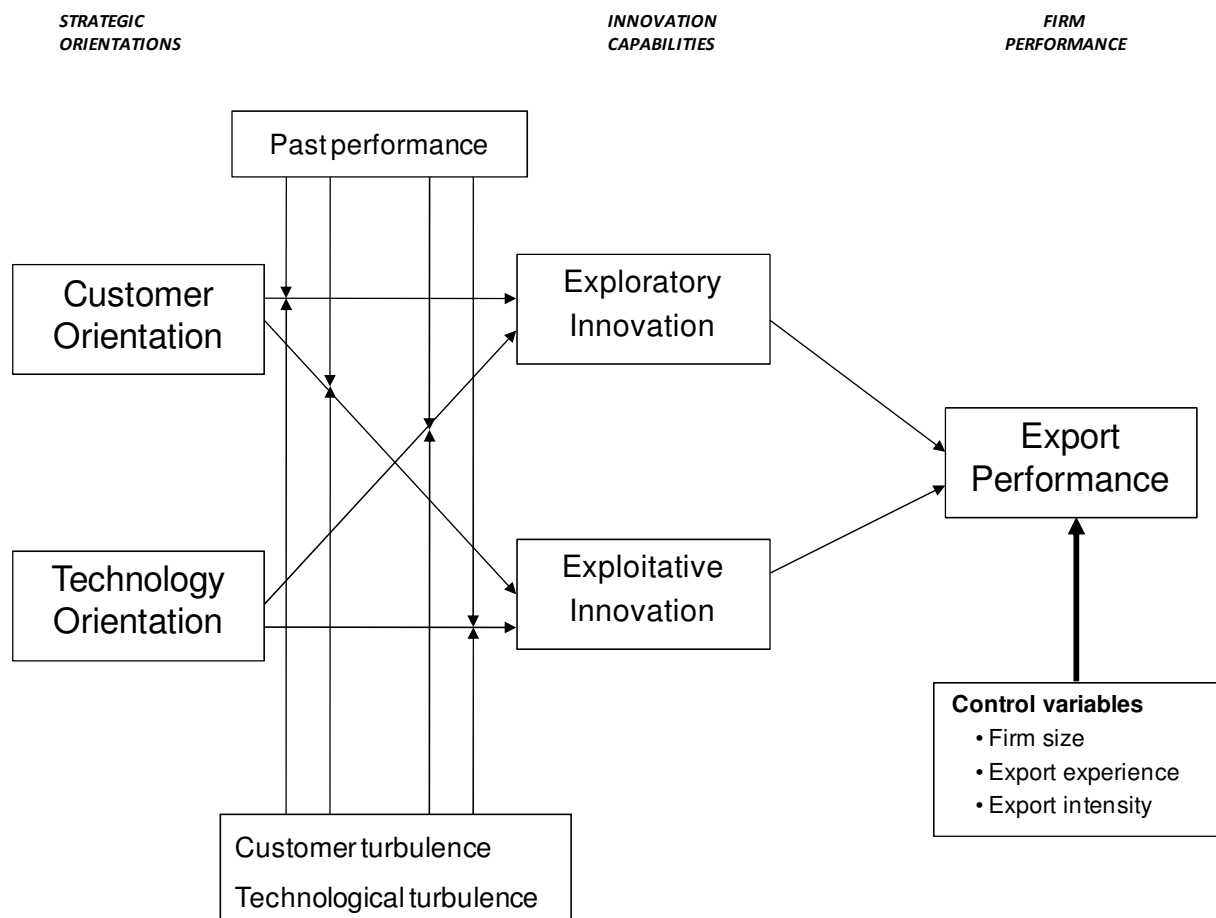 STRATEGIC
ORIENTATIONS
INNOVATION
CAPABILITIES
FIRM
PERFORMANCE
Past performance
Customer
Orientation
Exploratory
Innovation
Export
Performance
Technology
Orientation
Exploitative
Innovation
Control variables
• Firm size
• Export experience
• Export intensity
Customer turbulence
Technological turbulence